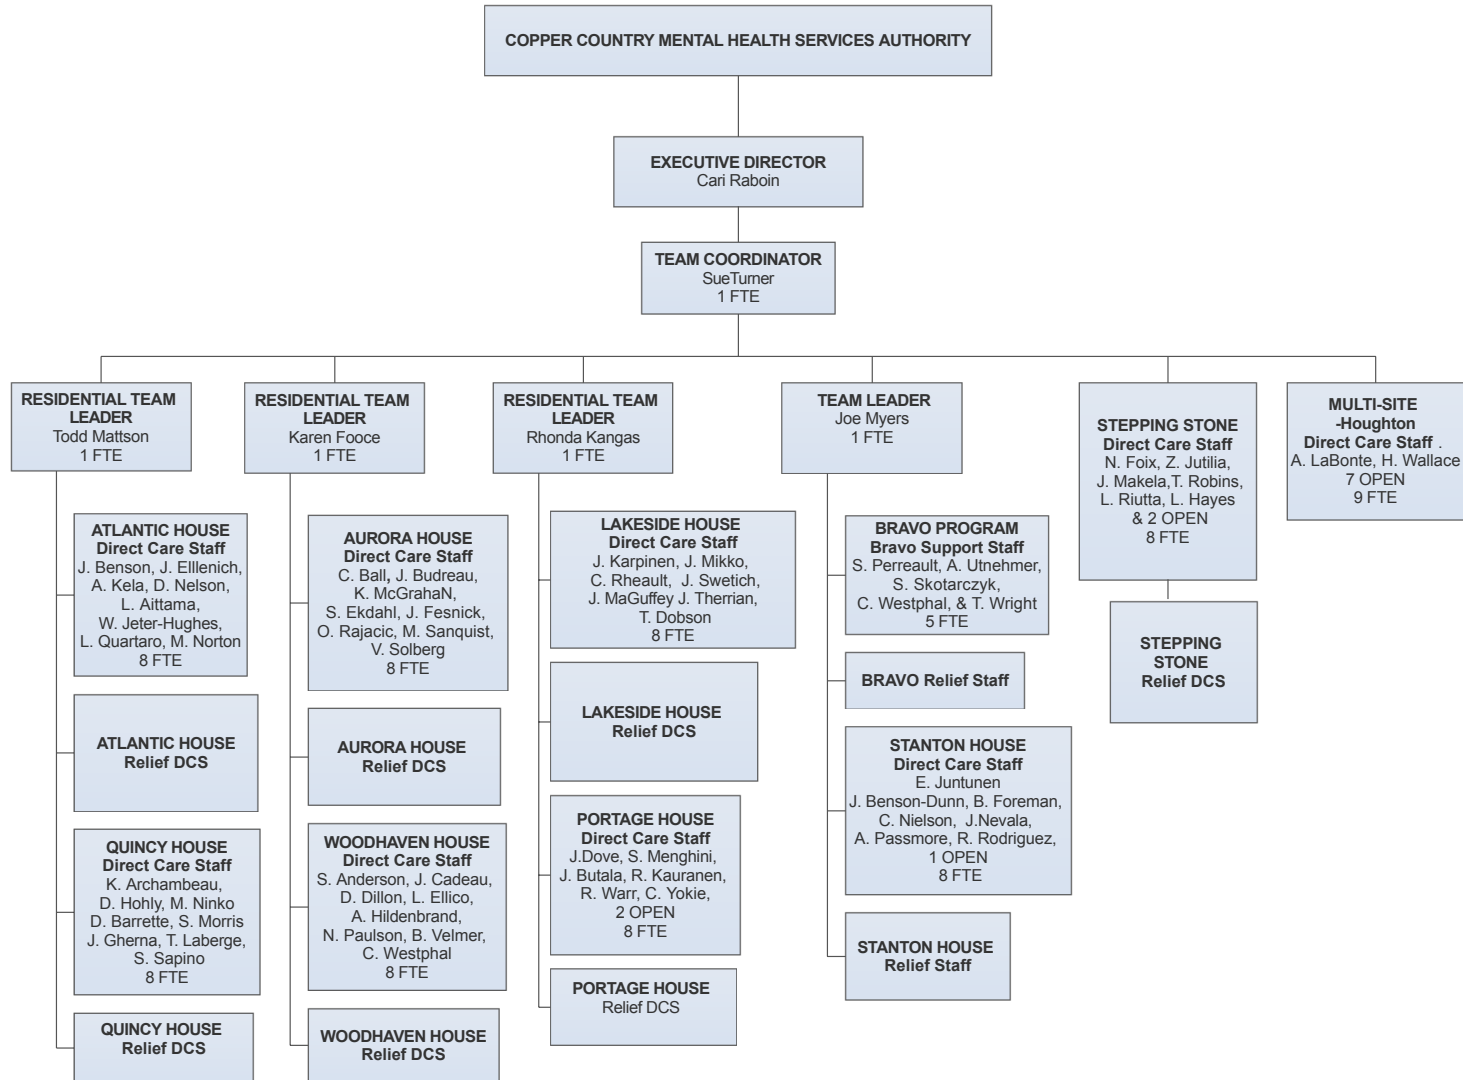 COPPER COUNTRY MENTAL HEALTH SERVICES AUTHORITY
EXECUTIVE DIRECTOR
Cari Raboin
TEAM COORDINATOR
SueTurner
1 FTE
RESIDENTIAL TEAM
LEADER
Todd Mattson
1 FTE
ATLANTIC HOUSE
Direct Care Staff
J. Benson, J. Elllenich,
A. Kela, D. Nelson,
L. Aittama,
W. Jeter-Hughes,
L. Quartaro, M. Norton
8 FTE
ATLANTIC HOUSE
Relief DCS
QUINCY HOUSE
Direct Care Staff
K. Archambeau,
D. Hohly, M. Ninko
D. Barrette, S. Morris
J. Gherna, T. Laberge,
S. Sapino
8 FTE
QUINCY HOUSE
Relief DCS
RESIDENTIAL TEAM
LEADER
Karen Fooce
1 FTE
AURORA HOUSE
Direct Care Staff
C. Ball, J. Budreau,
K. McGrahaN
S. Ekdahl, J. Fesnick,
O. Rajacic, M. Sanquist,
V. Solberg
8 FTE
AURORA HOUSE
Relief DCS
WOODHAVEN HOUSE
Direct Care Staff
S. Anderson, J. Cadeau,
D. Dillon, L. Ellico,
A. Hildenbrand,
N. Paulson, B. Velmer,
C. Westphal
8 FTE
WOODHAVEN HOUSE
Relief DCS
RESIDENTIAL TEAM
LEADER
Rhonda Kangas
1 FTE
LAKESIDE HOUSE
Direct Care Staff
J. Karpinen, J. Mikko,
C. Rheault, J. Swetich,
J. MaGuffey J. Therrian,
T. Dobson
8 FTE
LAKESIDE HOUSE
Relief DCS
PORTAGE HOUSE
Direct Care Staff
J.Dove, S. Menghini,
J. Butala, R. Kauranen,
R. Warr, C. Yokie,
2 OPEN
8 FTE
PORTAGE HOUSE
Relief DCS
TEAM LEADER
Joe Myers
1 FTE
BRAVO PROGRAM
Bravo Support Staff
S. Perreault, A. Utnehmer,
S. Skotarczyk,
C. Westphal, & T. Wright
5 FTE
BRAVO Relief Staff
STANTON HOUSE
Direct Care Staff
E. Juntunen
J. Benson-Dunn, B. Foreman,
C. Nielson, J.Nevala,
A. Passmore, R. Rodriguez,
1 OPEN
8 FTE
STANTON HOUSE
Relief Staff
STEPPING STONE
Direct Care Staff
N. Foix, Z. Jutilia,
J. Makela,T. Robins,
L. Riutta, L. Hayes
& 2 OPEN
8 FTE
STEPPING
STONE
Relief DCS
MULTI-SITE
-Houghton
Direct Care Staff .
A. LaBonte, H. Wallace
7 OPEN
9 FTE